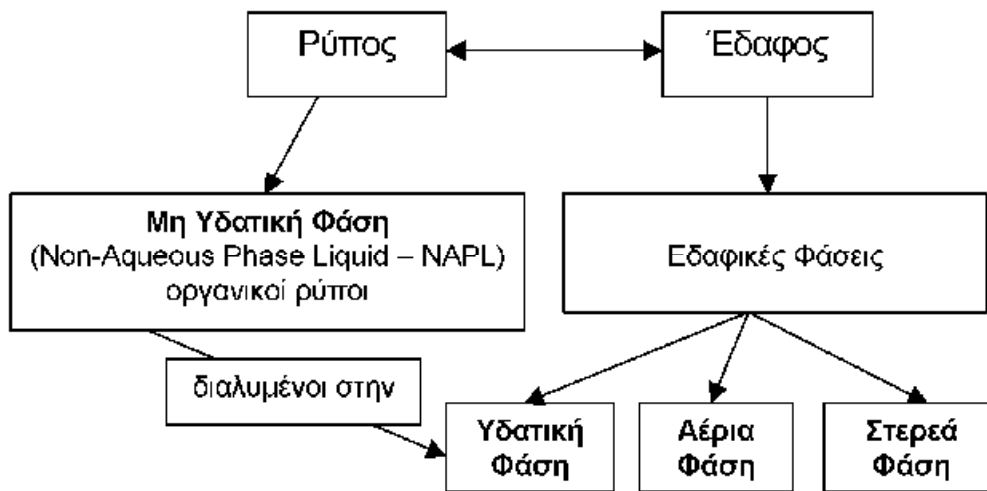 Ρύπος
Έδαφος
Μη Υδατική Φάση
(Non-Aqueous Phase Liquid – NAPL)
οργανικοί ρύποι
Εδαφικές Φάσεις
διαλυμένοι στην
Υδατική
Φάση
Αέρια
Φάση
Στερεά
Φάση